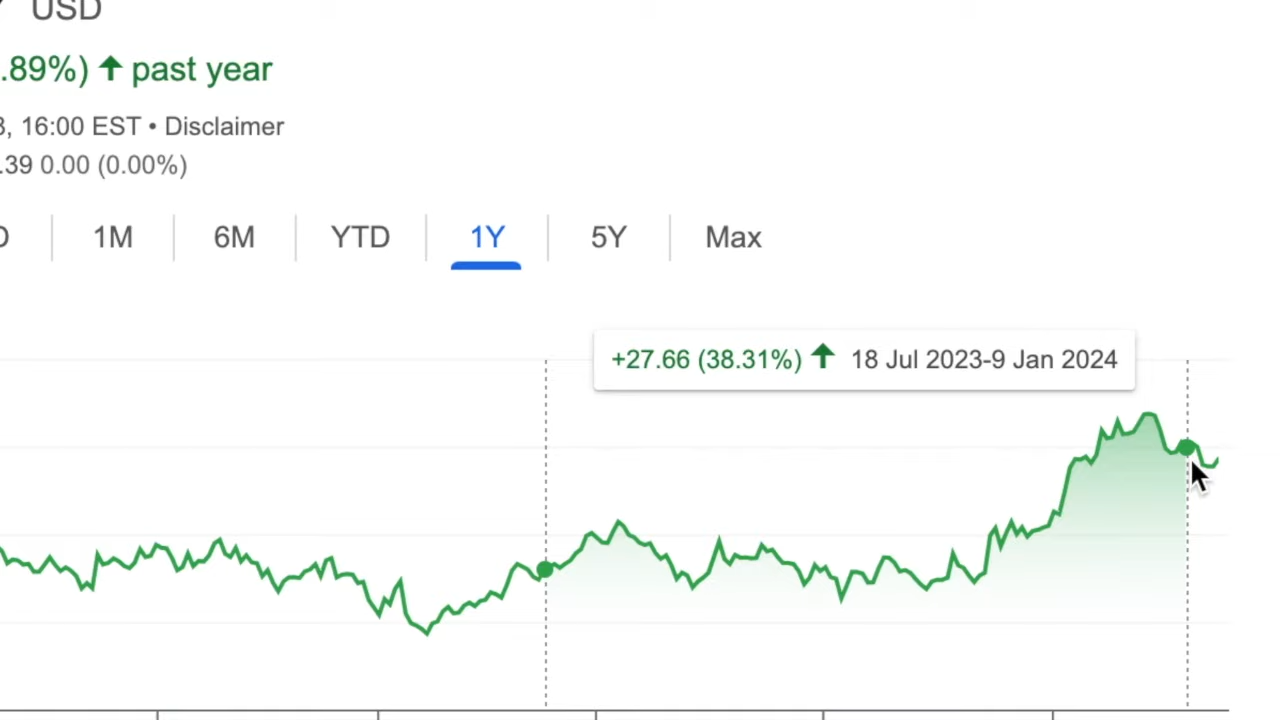 USD
.89%) ↑ past year
3, 16:00 EST • Disclaimer
.39 0.00 (0.00%)
1M 6M YTD 1Y 5Y Max
+27.66 (38.31%) ↑ 18 Jul 2023-9 Jan 2024